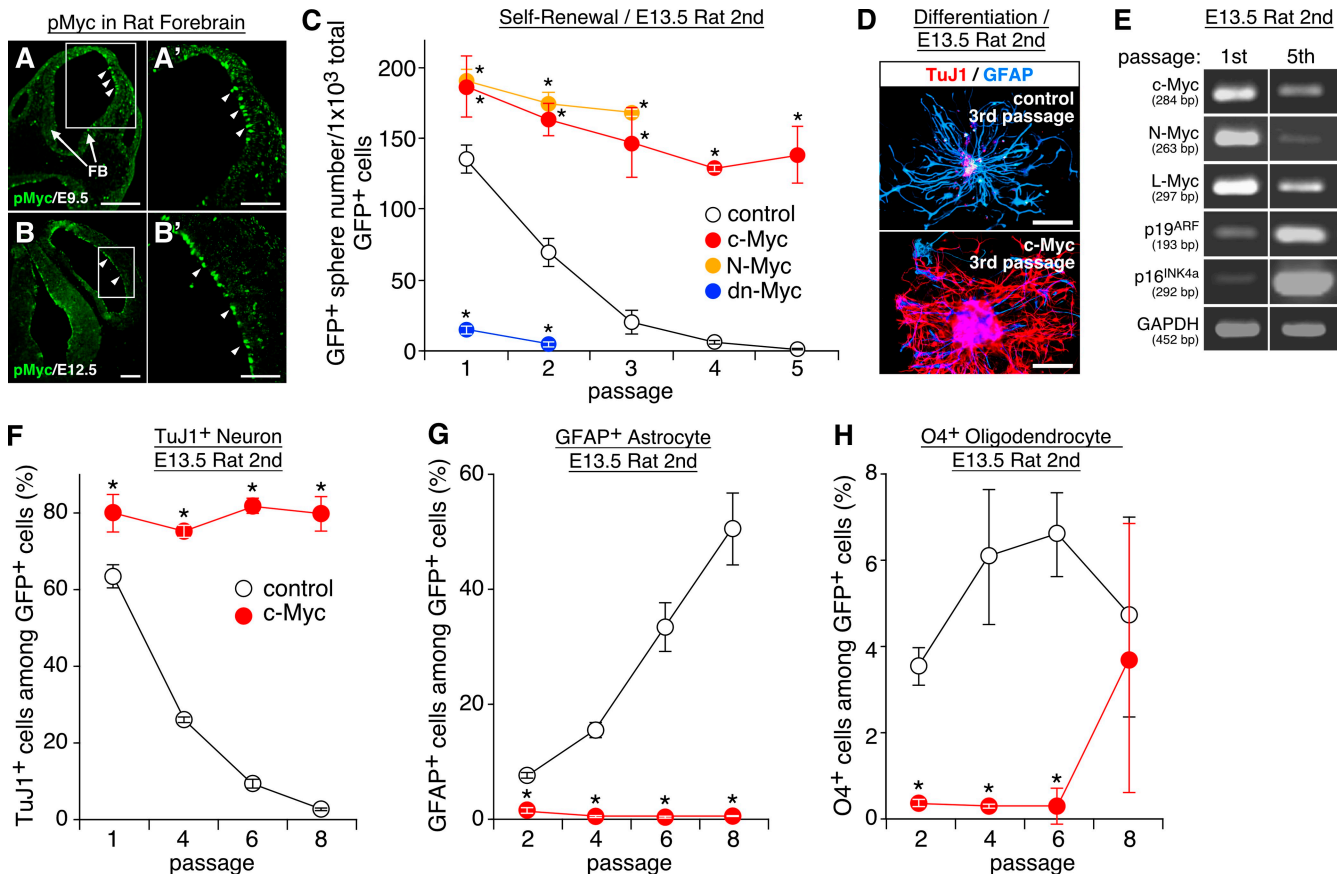 pMyc in Rat Forebrain
A
A'
FB
pMyc/E9.5
B
B'
pMyc/E12.5
C
Self-Renewal / E13.5 Rat 2nd
GFP+ sphere number/1x10³ total
GFP+ cells
200
150
100
50
0
control
c-Myc
N-Myc
dn-Myc
*
*
*
*
*
*
*
*
*
*
1
2
3
4
5
passage
D
Differentiation /
E13.5 Rat 2nd
TuJ1 / GFAP
control
3rd passage
c-Myc
3rd passage
E
E13.5 Rat 2nd
passage: 1st 5th
c-Myc
(284 bp)
N-Myc
(263 bp)
L-Myc
(297 bp)
p19ARF
(193 bp)
p16INK4a
(292 bp)
GAPDH
(452 bp)
F
TuJ1+ Neuron
E13.5 Rat 2nd
TuJ1+ cells among GFP+ cells (%)
80
60
40
20
0
* * * *
control
c-Myc
1 4 6 8
passage
G
GFAP+ Astrocyte
E13.5 Rat 2nd
GFAP+ cells among GFP+ cells (%)
60
40
20
0
* * * *
2 4 6 8
passage
H
O4+ Oligodendrocyte
E13.5 Rat 2nd
O4+ cells among GFP+ cells (%)
8
6
4
2
0
* * *
2 4 6 8
passage